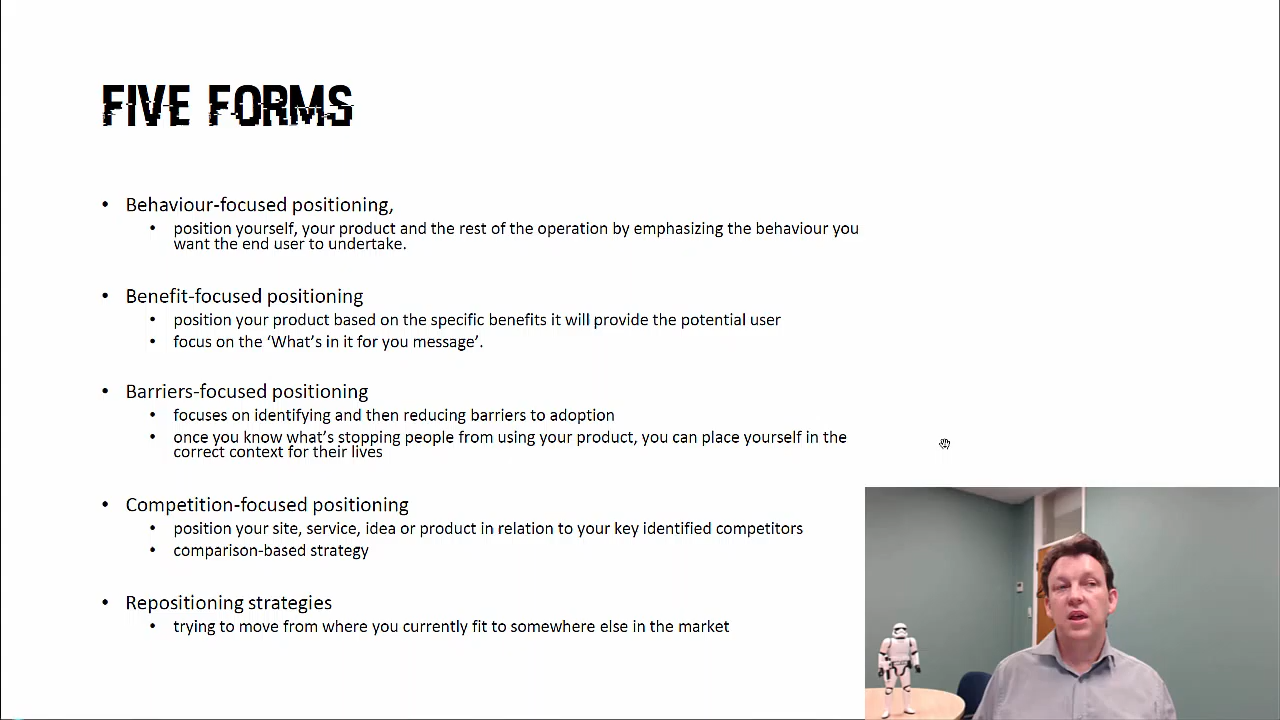 FIVE FORMS
• Behaviour-focused positioning,
• position yourself, your product and the rest of the operation by emphasizing the behaviour you
want the end user to undertake.
• Benefit-focused positioning
• position your product based on the specific benefits it will provide the potential user
• focus on the ‘What’s in it for you message’.
• Barriers-focused positioning
• focuses on identifying and then reducing barriers to adoption
• once you know what’s stopping people from using your product, you can place yourself in the
correct context for their lives
• Competition-focused positioning
• position your site, service, idea or product in relation to your key identified competitors
• comparison-based strategy
• Repositioning strategies
• trying to move from where you currently fit to somewhere else in the market